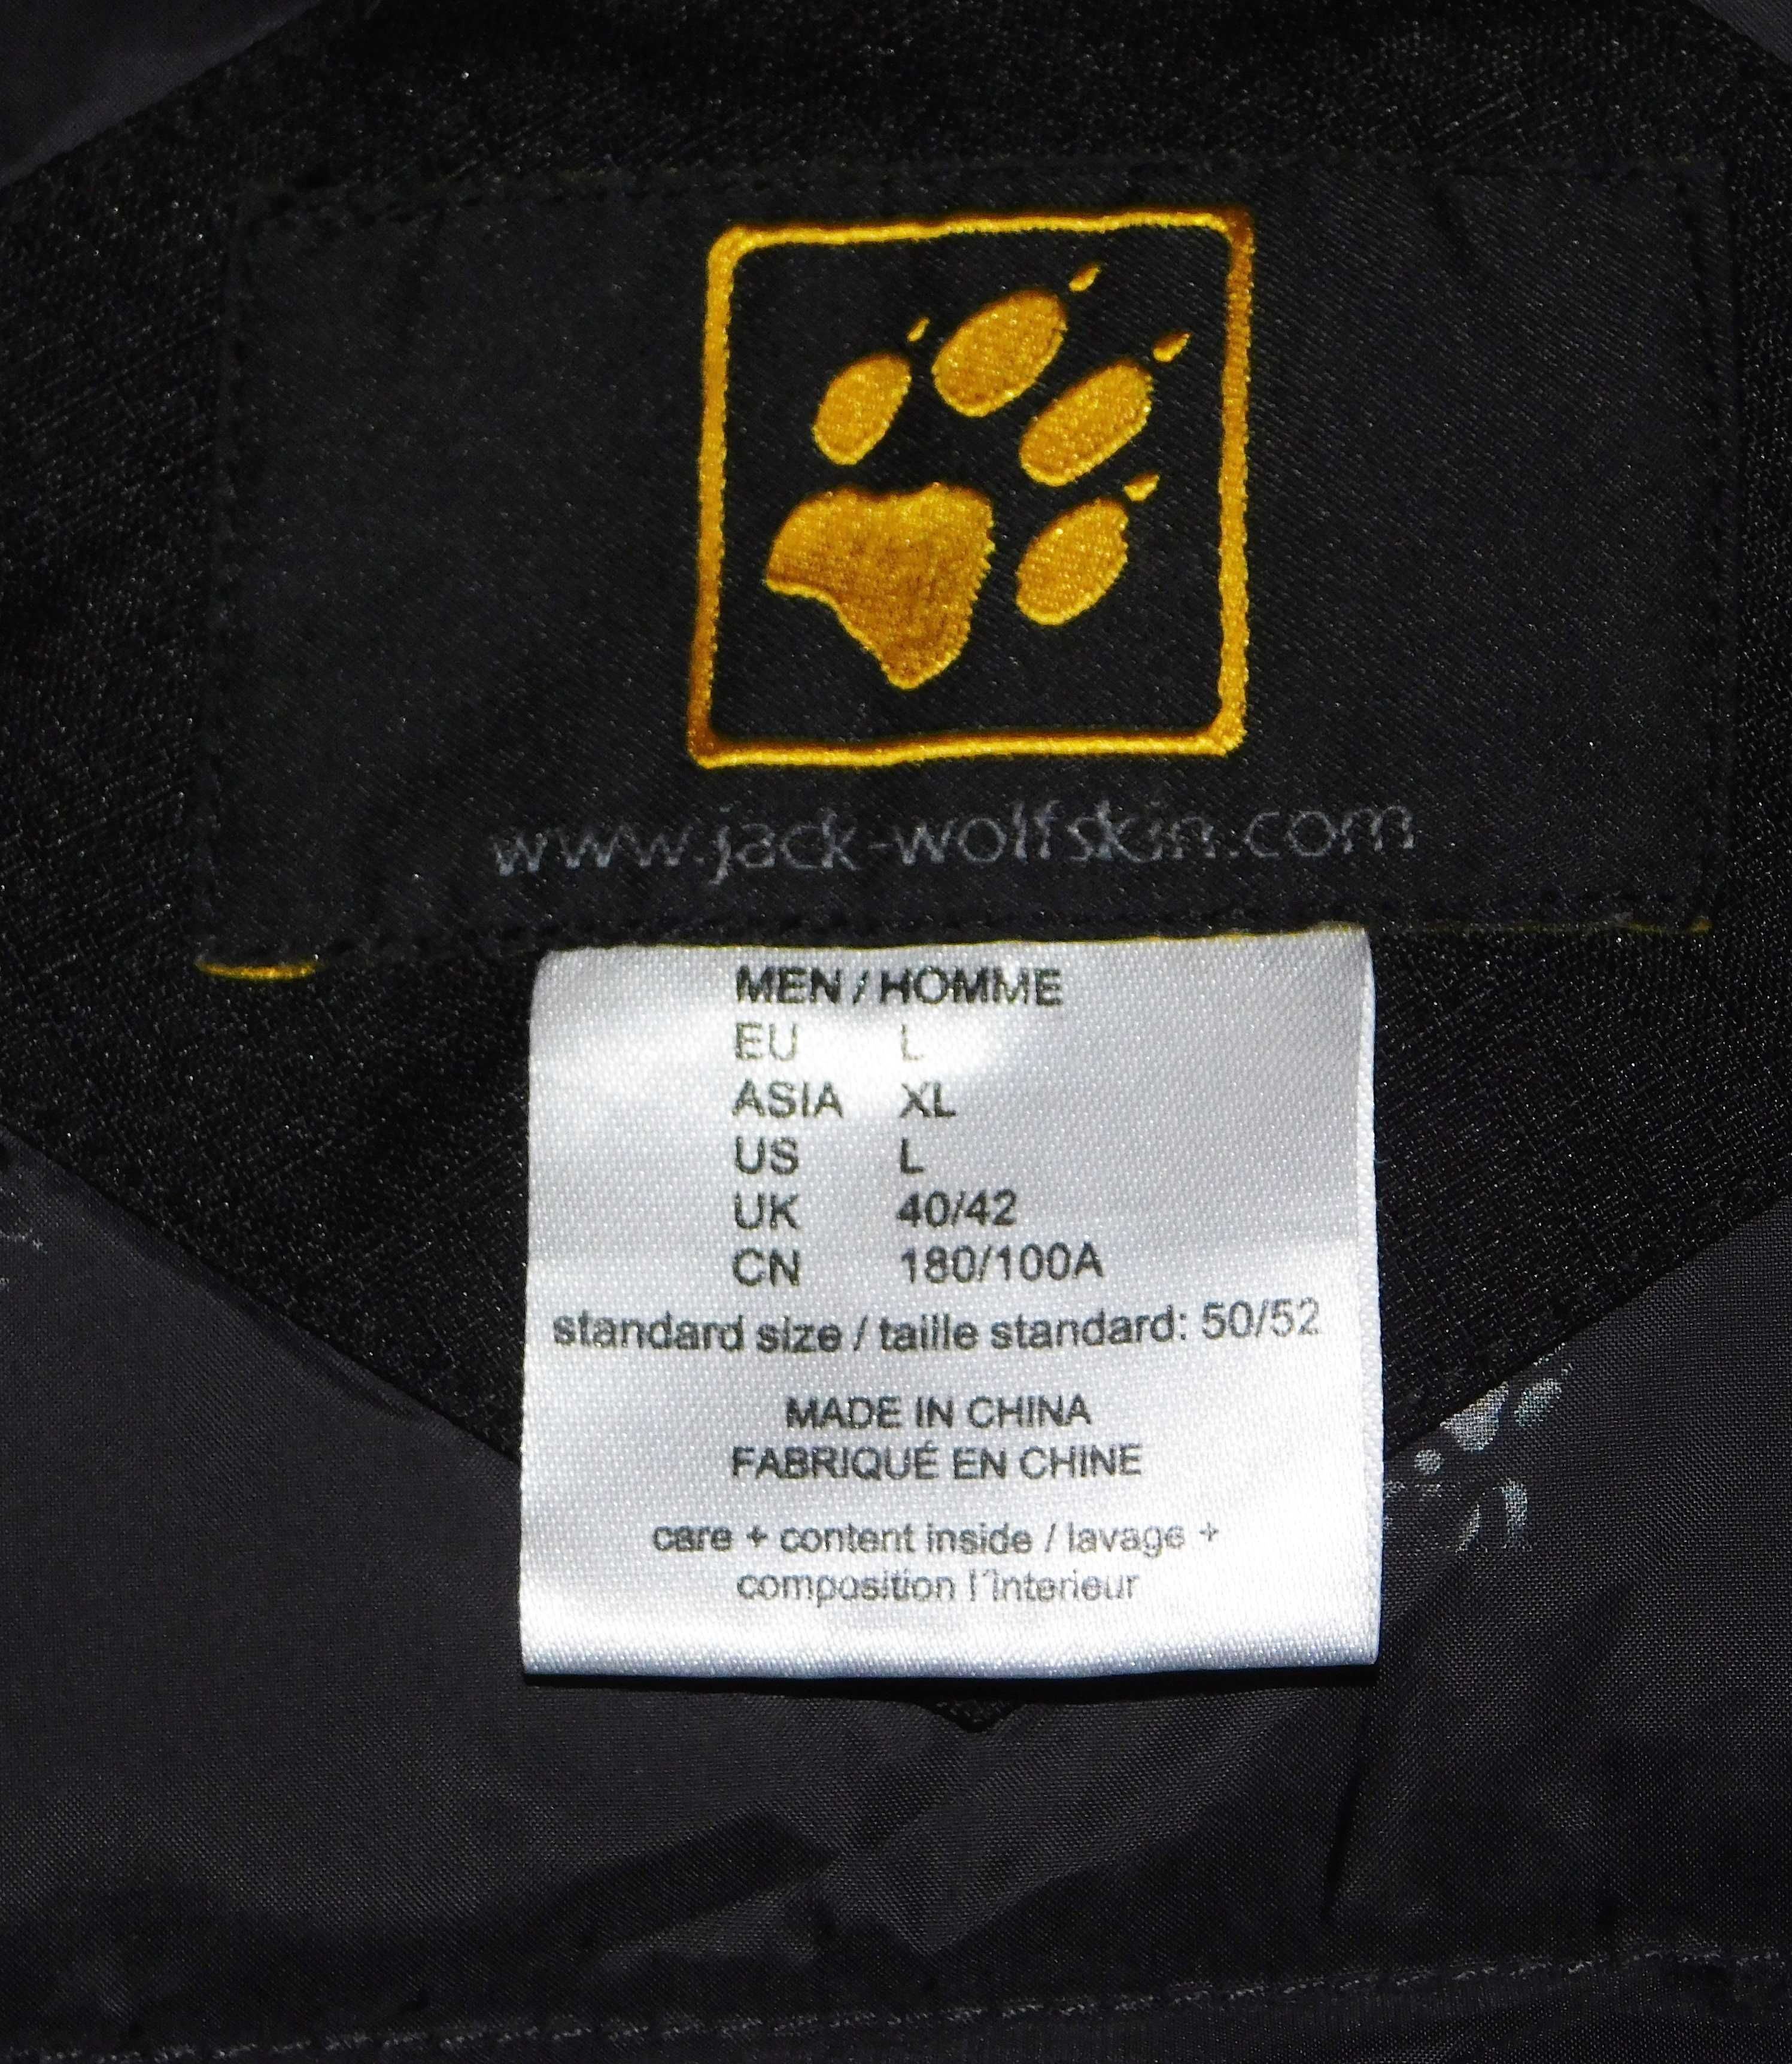 www.jack-wolfskin.com
MEN / HOMME
EU L
ASIA XL
US L
UK 40/42
CN 180/100A
standard size / taille standard: 50/52
MADE IN CHINA
FABRIQUÉ EN CHINE
care + content inside / lavage +
composition l´interieur